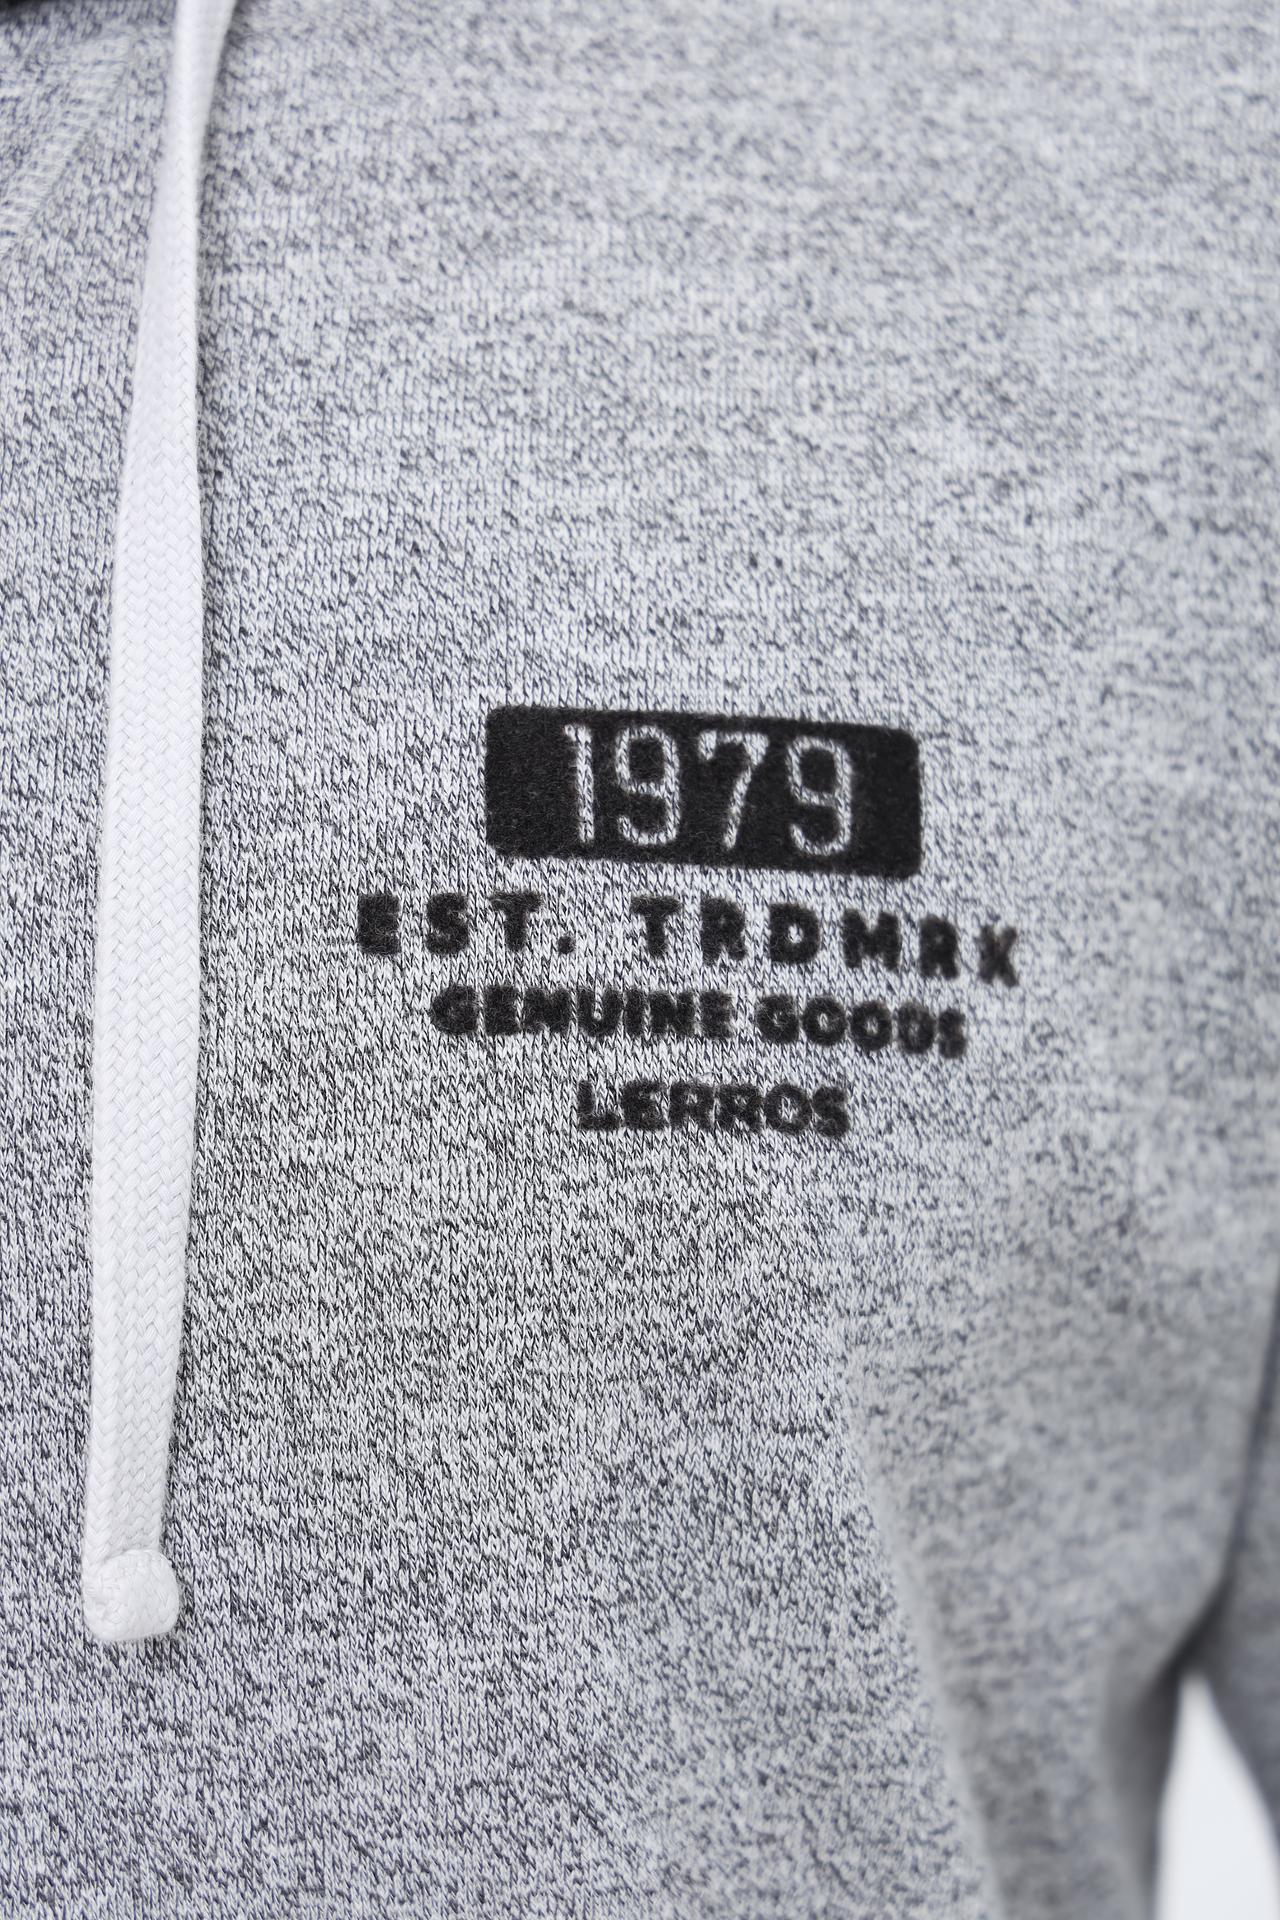 1979
EST. TRDMRK
GENUINE GOODS
LERROS